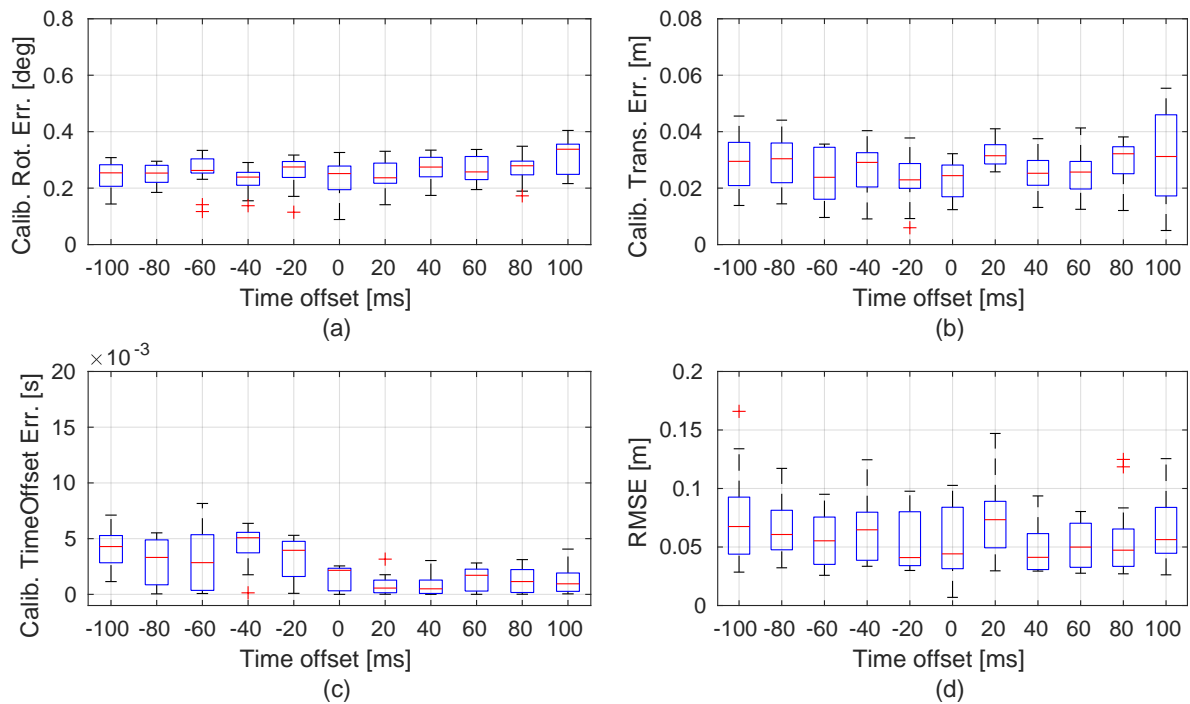 0.8
0.6
0.4
0.2
0
Calib. Rot. Err. [deg]
-100 -80 -60 -40 -20 0 20 40 60 80 100
Time offset [ms]
(a)
0.08
0.06
0.04
0.02
0
Calib. Trans. Err. [m]
-100 -80 -60 -40 -20 0 20 40 60 80 100
Time offset [ms]
(b)
×10-3
20
15
10
5
0
Calib. TimeOffset Err. [s]
-100 -80 -60 -40 -20 0 20 40 60 80 100
Time offset [ms]
(c)
0.2
0.15
0.1
0.05
0
RMSE [m]
-100 -80 -60 -40 -20 0 20 40 60 80 100
Time offset [ms]
(d)